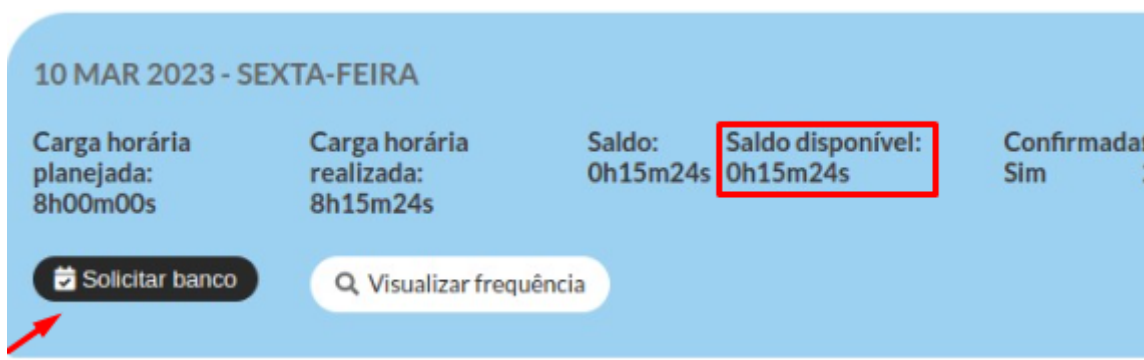 10 MAR 2023 - SEXTA-FEIRA
Carga horária
planejada:
8h00m00s
Carga horária
realizada:
8h15m24s
Saldo:
0h15m24s
Saldo disponível:
0h15m24s
Sim
Solicitar banco
Visualizar frequência